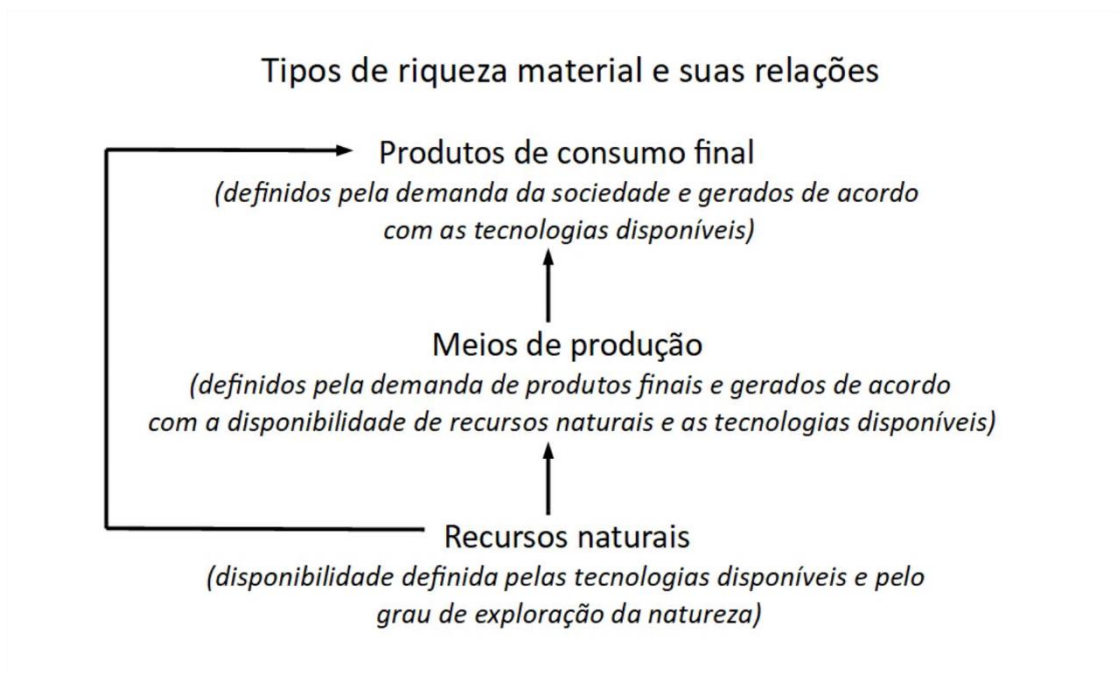 Tipos de riqueza material e suas relações
Produtos de consumo final
(definidos pela demanda da sociedade e gerados de acordo
com as tecnologias disponíveis)
Meios de produção
(definidos pela demanda de produtos finais e gerados de acordo
com a disponibilidade de recursos naturais e as tecnologias disponíveis)
Recursos naturais
(disponibilidade definida pelas tecnologias disponíveis e pelo
grau de exploração da natureza)